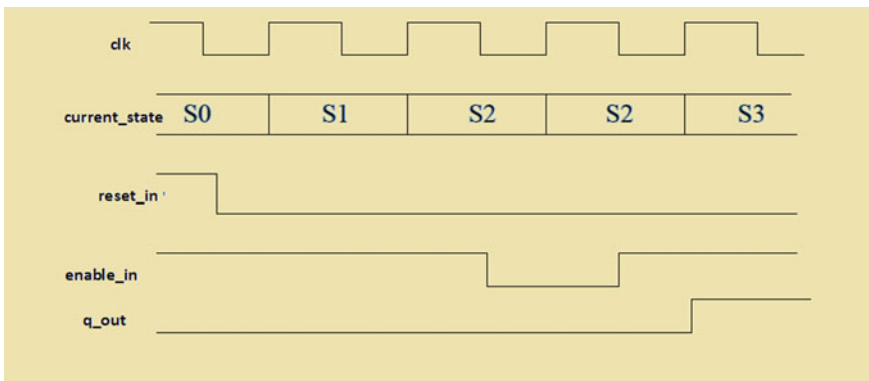 clk
current_state S0 S1 S2 S2 S3
reset_in
enable_in
q_out